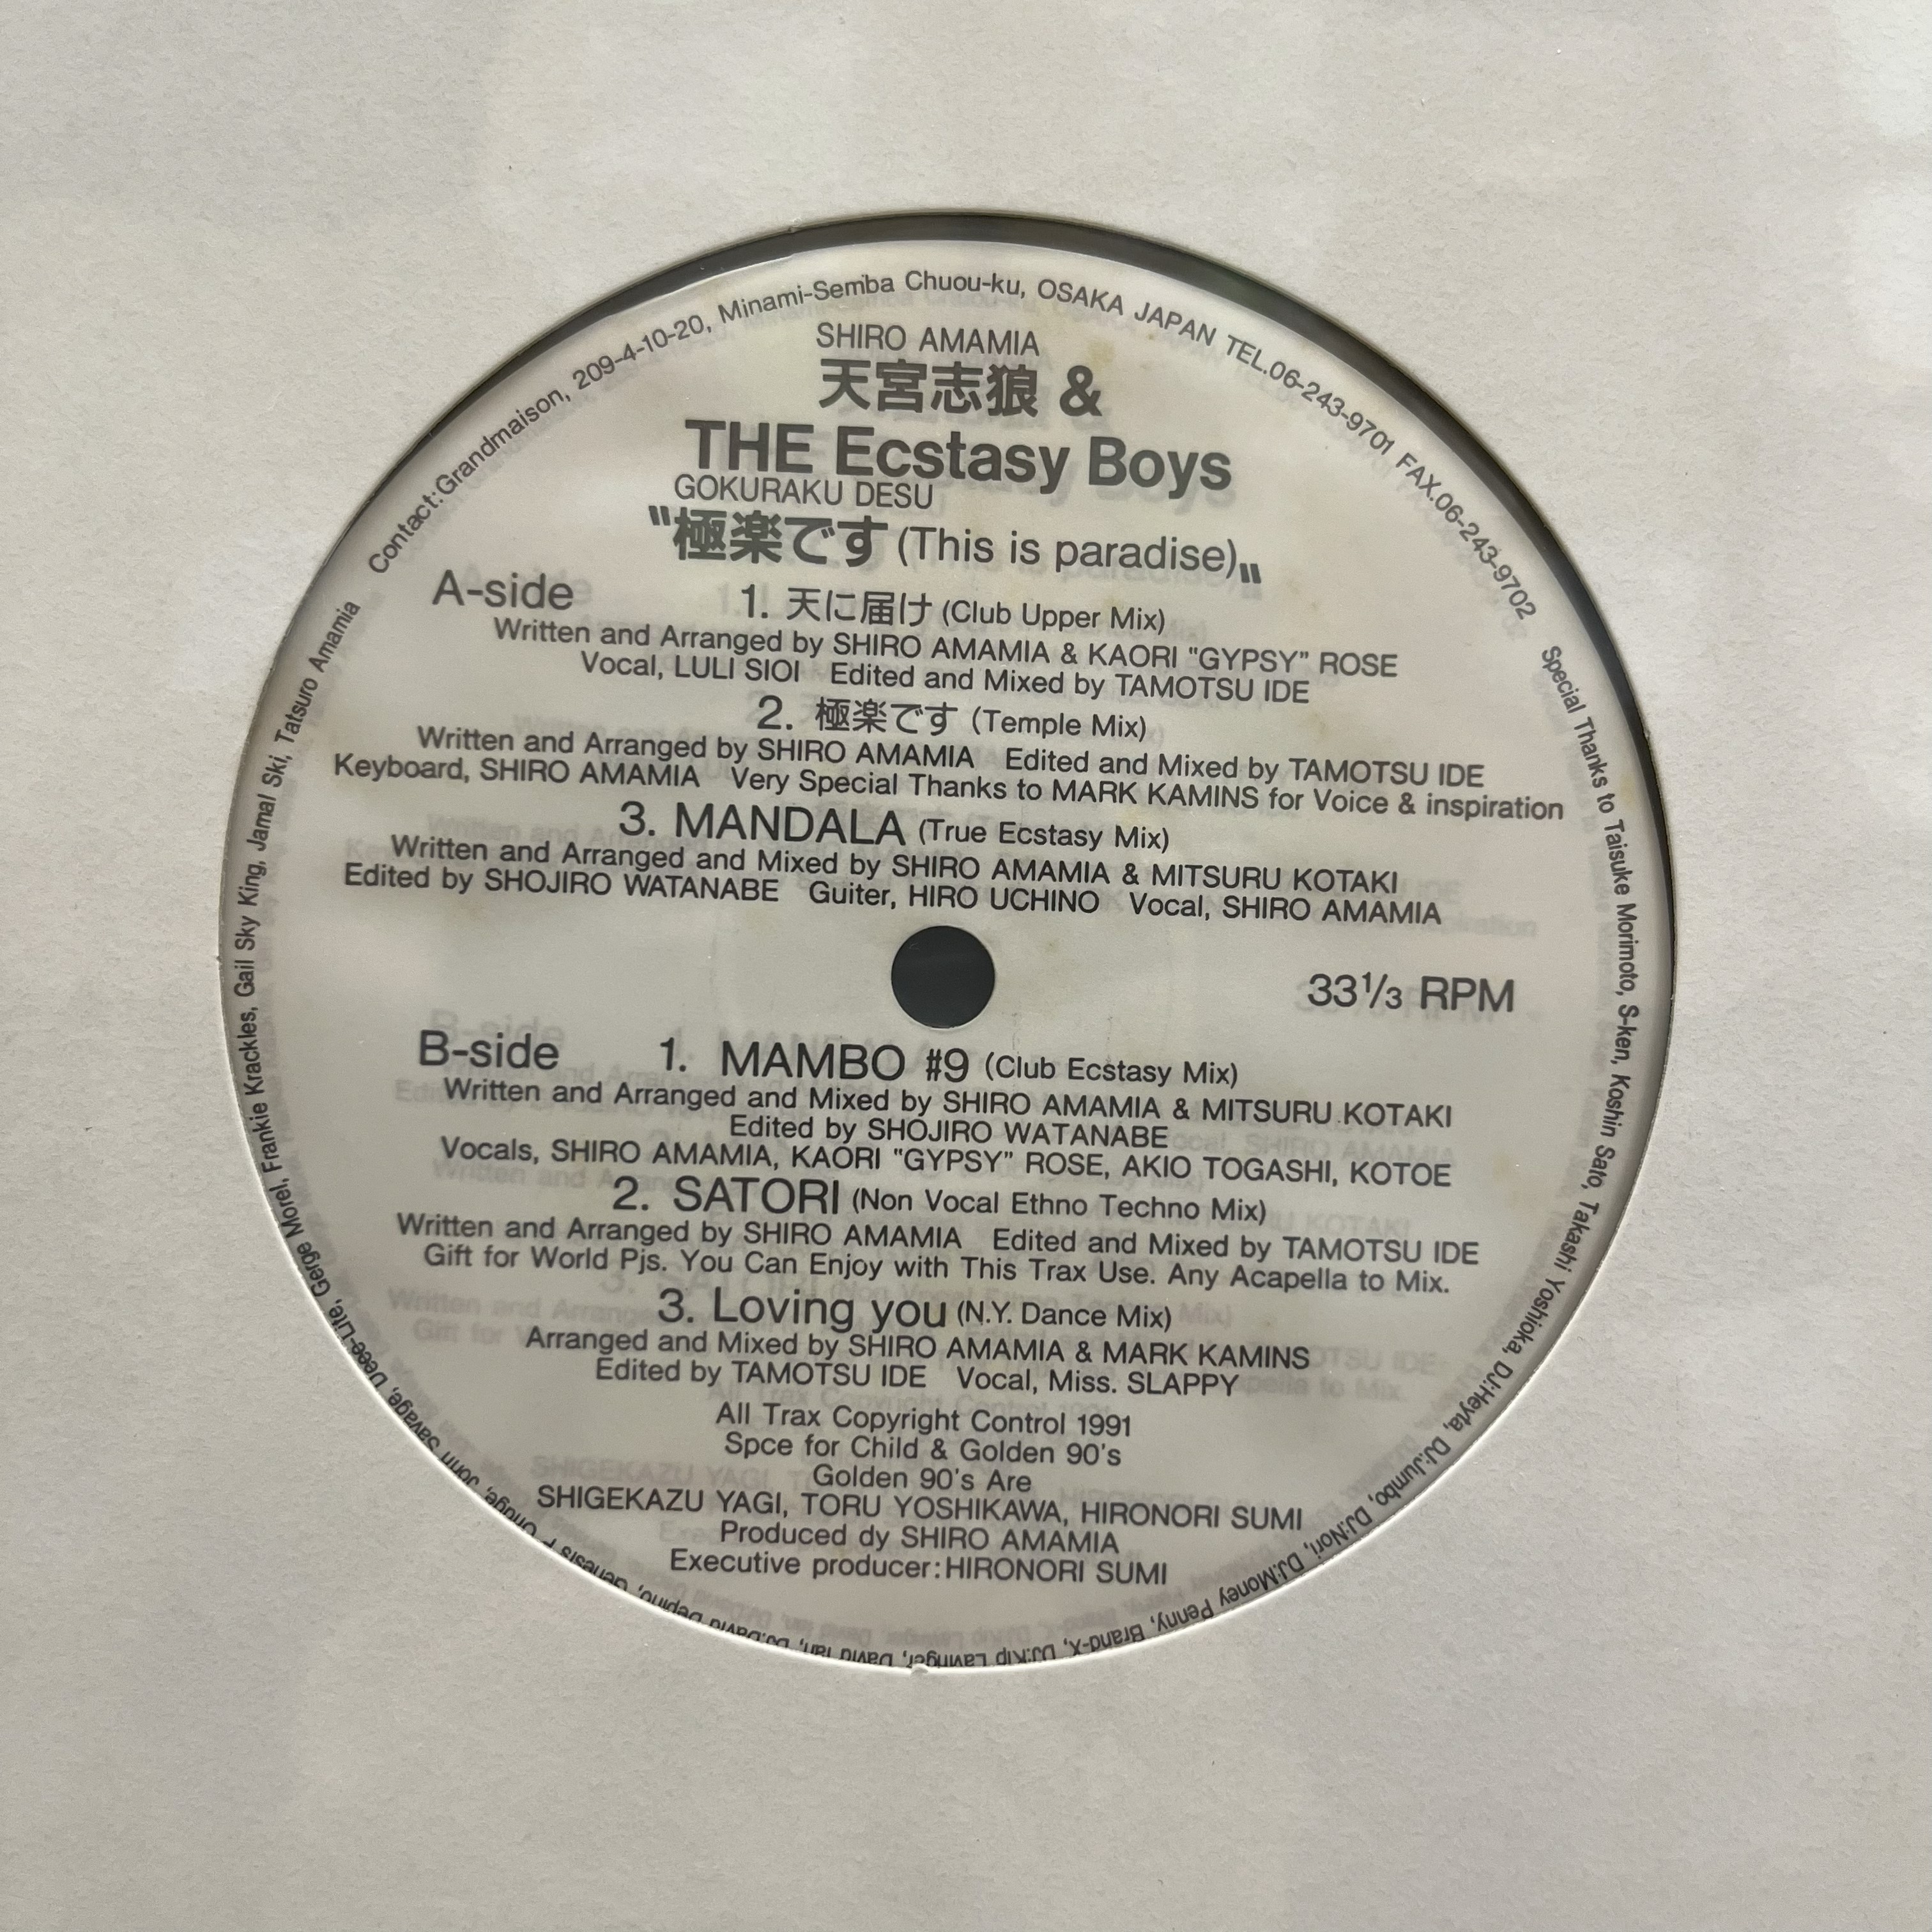 Contact:Grandmaison, 209-4-10-20, Minami-Semba Chuou-ku, OSAKA JAPAN TEL.06-243-9701 FAX.06-243-9702
SHIRO AMAMIA
天宮志狼 &
THE Ecstasy Boys
GOKURAKU DESU
〝極楽です (This is paradise)〟
A-side 1. 天に届け (Club Upper Mix)
Written and Arranged by SHIRO AMAMIA & KAORI "GYPSY" ROSE
Vocal, LULI SIOI Edited and Mixed by TAMOTSU IDE
2. 極楽です (Temple Mix)
Written and Arranged by SHIRO AMAMIA Edited and Mixed by TAMOTSU IDE
Keyboard, SHIRO AMAMIA Very Special Thanks to MARK KAMINS for Voice & inspiration
3. MANDALA (True Ecstasy Mix)
Written and Arranged and Mixed by SHIRO AMAMIA & MITSURU KOTAKI
Edited by SHOJIRO WATANABE Guiter, HIRO UCHINO Vocal, SHIRO AMAMIA
33⅓ RPM
B-side 1. MAMBO #9 (Club Ecstasy Mix)
Written and Arranged and Mixed by SHIRO AMAMIA & MITSURU KOTAKI
Edited by SHOJIRO WATANABE
Vocals, SHIRO AMAMIA, KAORI "GYPSY" ROSE, AKIO TOGASHI, KOTOE
2. SATORI (Non Vocal Ethno Techno Mix)
Written and Arranged by SHIRO AMAMIA Edited and Mixed by TAMOTSU IDE
Gift for World Pjs. You Can Enjoy with This Trax Use. Any Acapella to Mix.
3. Loving you (N.Y. Dance Mix)
Arranged and Mixed by SHIRO AMAMIA & MARK KAMINS
Edited by TAMOTSU IDE Vocal, Miss. SLAPPY
All Trax Copyright Control 1991
Spce for Child & Golden 90's
Golden 90's Are
SHIGEKAZU YAGI, TORU YOSHIKAWA, HIRONORI SUMI
Produced dy SHIRO AMAMIA
Executive producer:HIRONORI SUMI
Special Thanks to Taisuke Morimoto, S-ken, Koshin Sato, Takashi Yoshioka, DJ:Heyta, DJ:Jumbo, DJ:Nori, DJ:Money Penny, Brand-X, DJ:Kip Lavinger, David Ian, DJ:David Depino, Genesis P. Orridge, John Savage, Deee-Lite, Gerge Morel, Frankie Krackles, Gail Sky King, Jamal Ski, Tatsuro Amamia